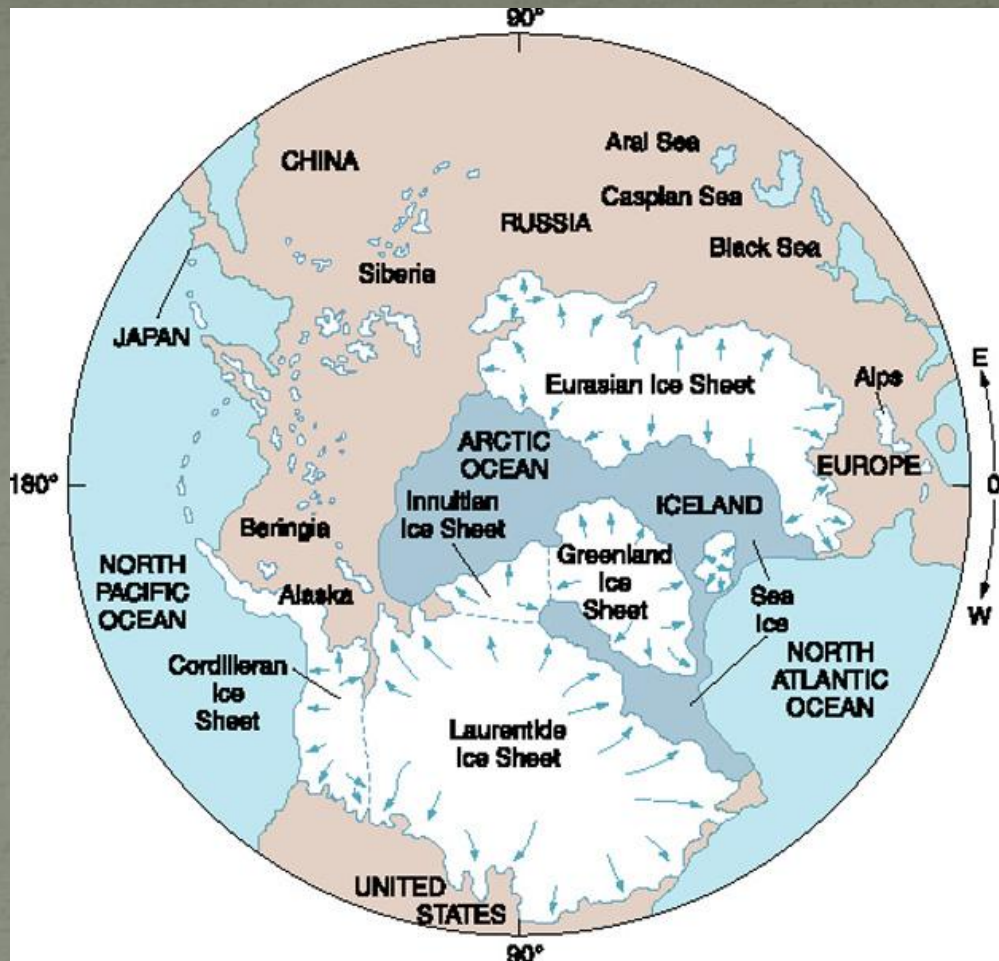 90°
CHINA
Aral Sea
Caspian Sea
RUSSIA
Black Sea
Siberia
JAPAN
Eurasian Ice Sheet
Alps
E
ARCTIC
OCEAN
EUROPE
180°
0
Innuitian
Ice Sheet
ICELAND
Beringia
Greenland
Ice
Sheet
NORTH
PACIFIC
OCEAN
Alaska
Sea
Ice
W
Cordilleran
Ice
Sheet
NORTH
ATLANTIC
OCEAN
Laurentide
Ice Sheet
UNITED
STATES
90°